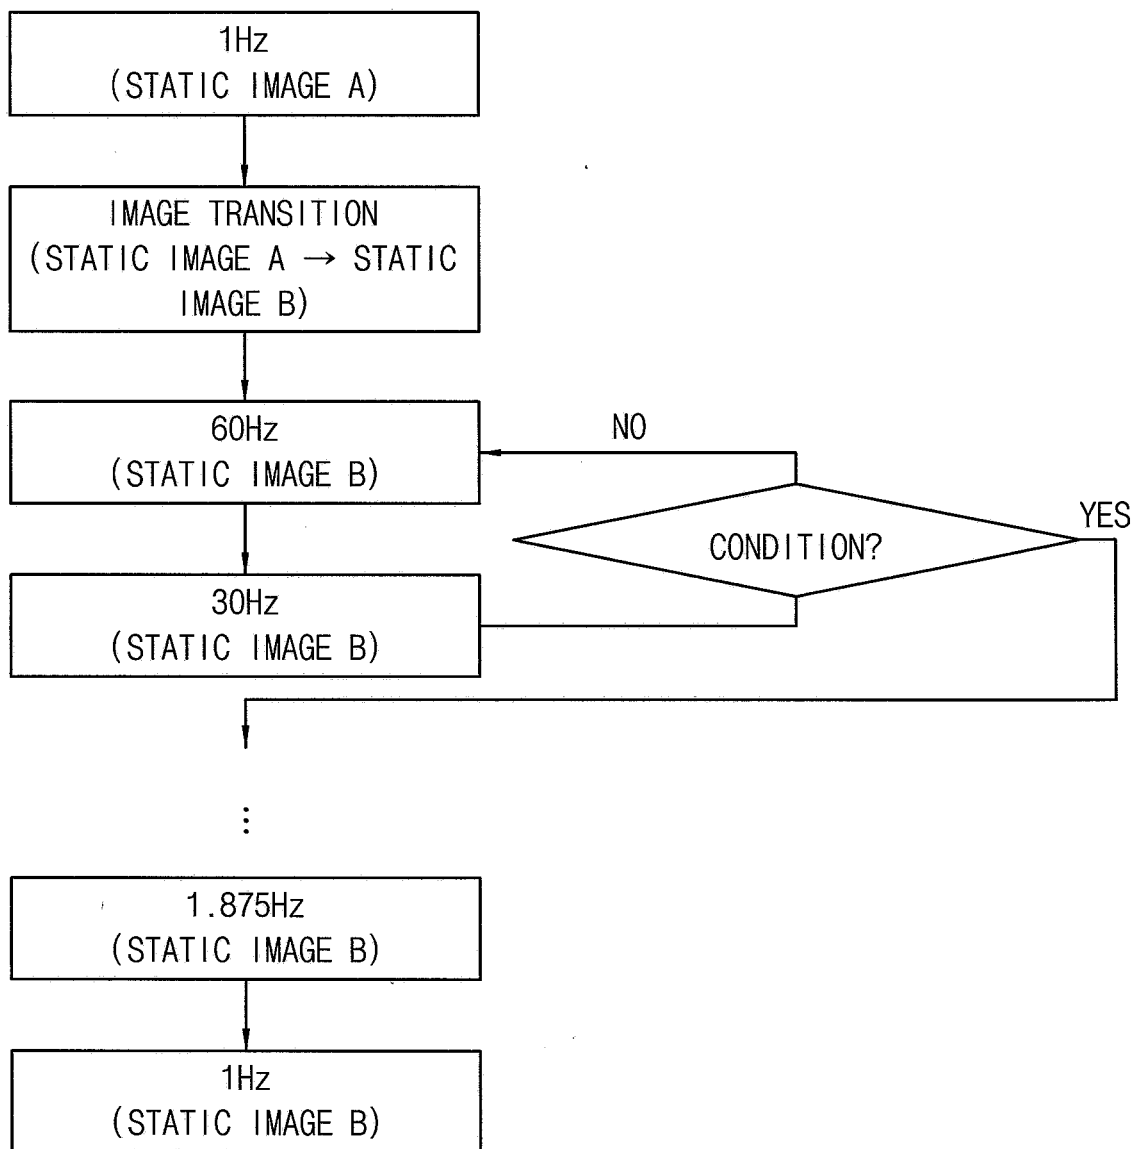 1Hz
(STATIC IMAGE A)
IMAGE TRANSITION
(STATIC IMAGE A → STATIC
IMAGE B)
60Hz
(STATIC IMAGE B)
NO
YES
CONDITION?
30Hz
(STATIC IMAGE B)
⋮
1.875Hz
(STATIC IMAGE B)
1Hz
(STATIC IMAGE B)